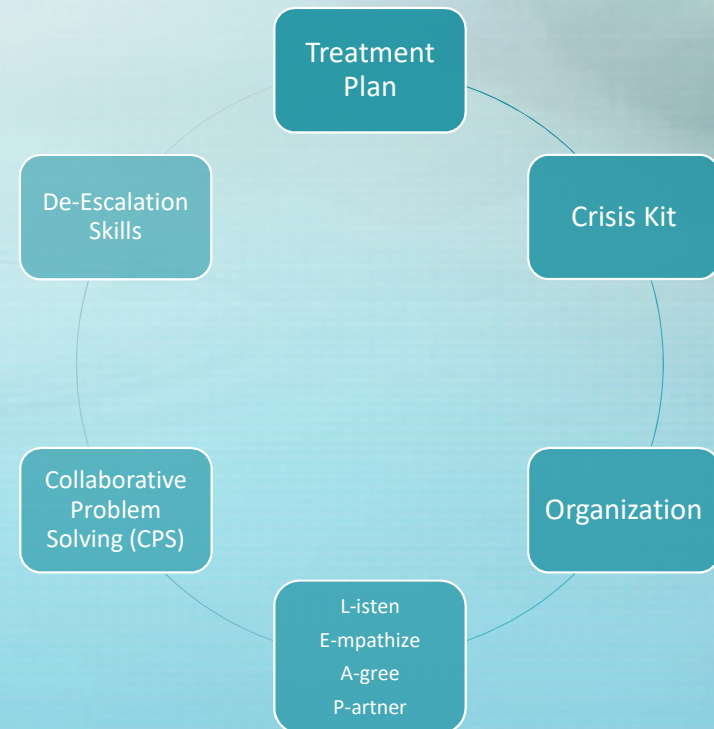 Treatment
Plan
Crisis Kit
Organization
L-isten
E-mpathize
A-gree
P-artner
Collaborative
Problem
Solving (CPS)
De-Escalation
Skills